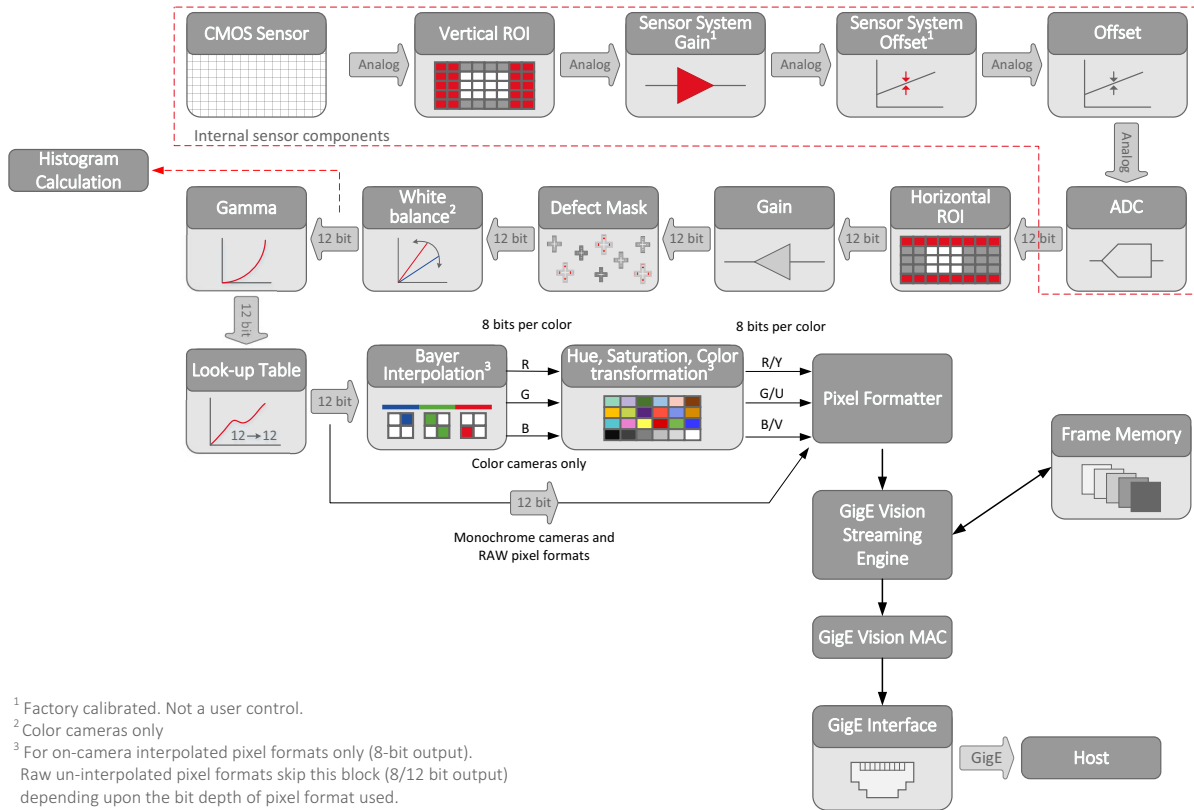 CMOS Sensor
Analog
Vertical ROI
Analog
Sensor System
Gain¹
Analog
Sensor System
Offset¹
Analog
Offset
Internal sensor components
Analog
Histogram
Calculation
Gamma
12 bit
White
balance²
12 bit
Defect Mask
12 bit
Gain
12 bit
Horizontal
ROI
12 bit
ADC
12 bit
8 bits per color
8 bits per color
Look-up Table
12→12
12 bit
Bayer
Interpolation³
R
G
B
Hue, Saturation, Color
transformation³
R/Y
G/U
B/V
Pixel Formatter
Color cameras only
12 bit
Monochrome cameras and
RAW pixel formats
Frame Memory
GigE Vision
Streaming
Engine
GigE Vision MAC
GigE Interface
GigE
Host
¹ Factory calibrated. Not a user control.
² Color cameras only
³ For on-camera interpolated pixel formats only (8-bit output).
Raw un-interpolated pixel formats skip this block (8/12 bit output)
depending upon the bit depth of pixel format used.